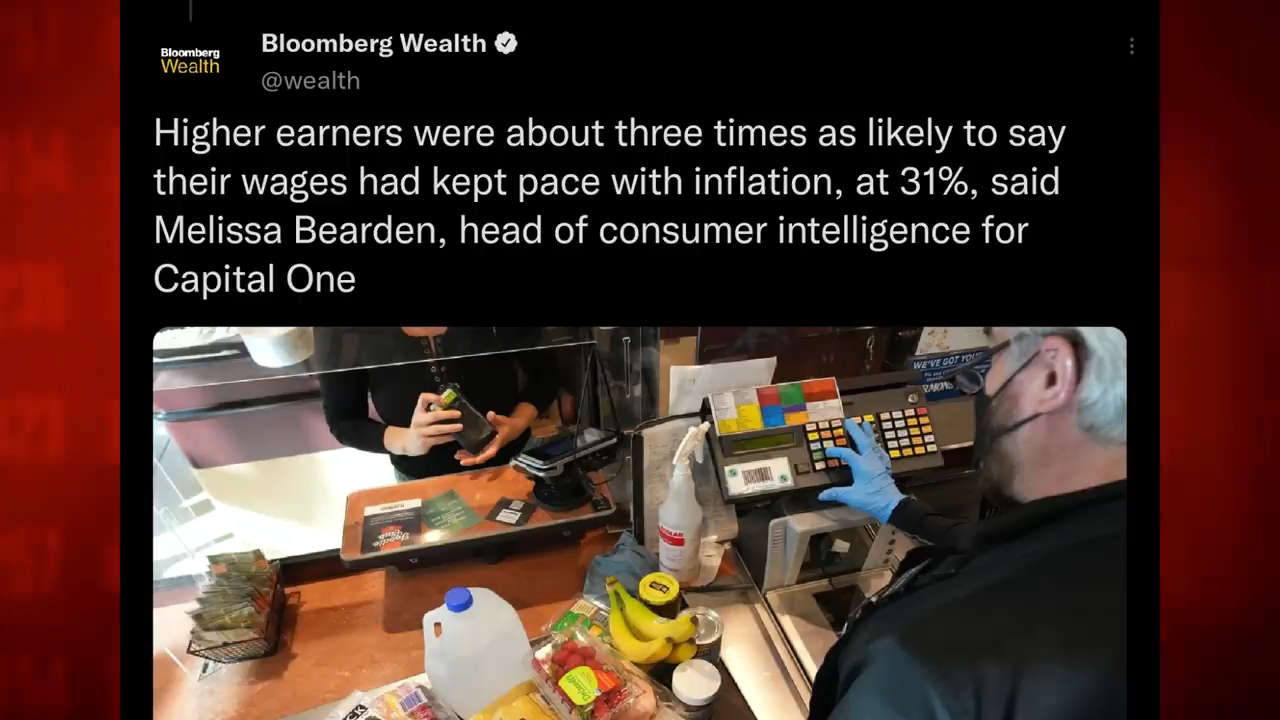 Bloomberg
Wealth
Bloomberg Wealth
@wealth
Higher earners were about three times as likely to say
their wages had kept pace with inflation, at 31%, said
Melissa Bearden, head of consumer intelligence for
Capital One
WE'VE GOT YOU